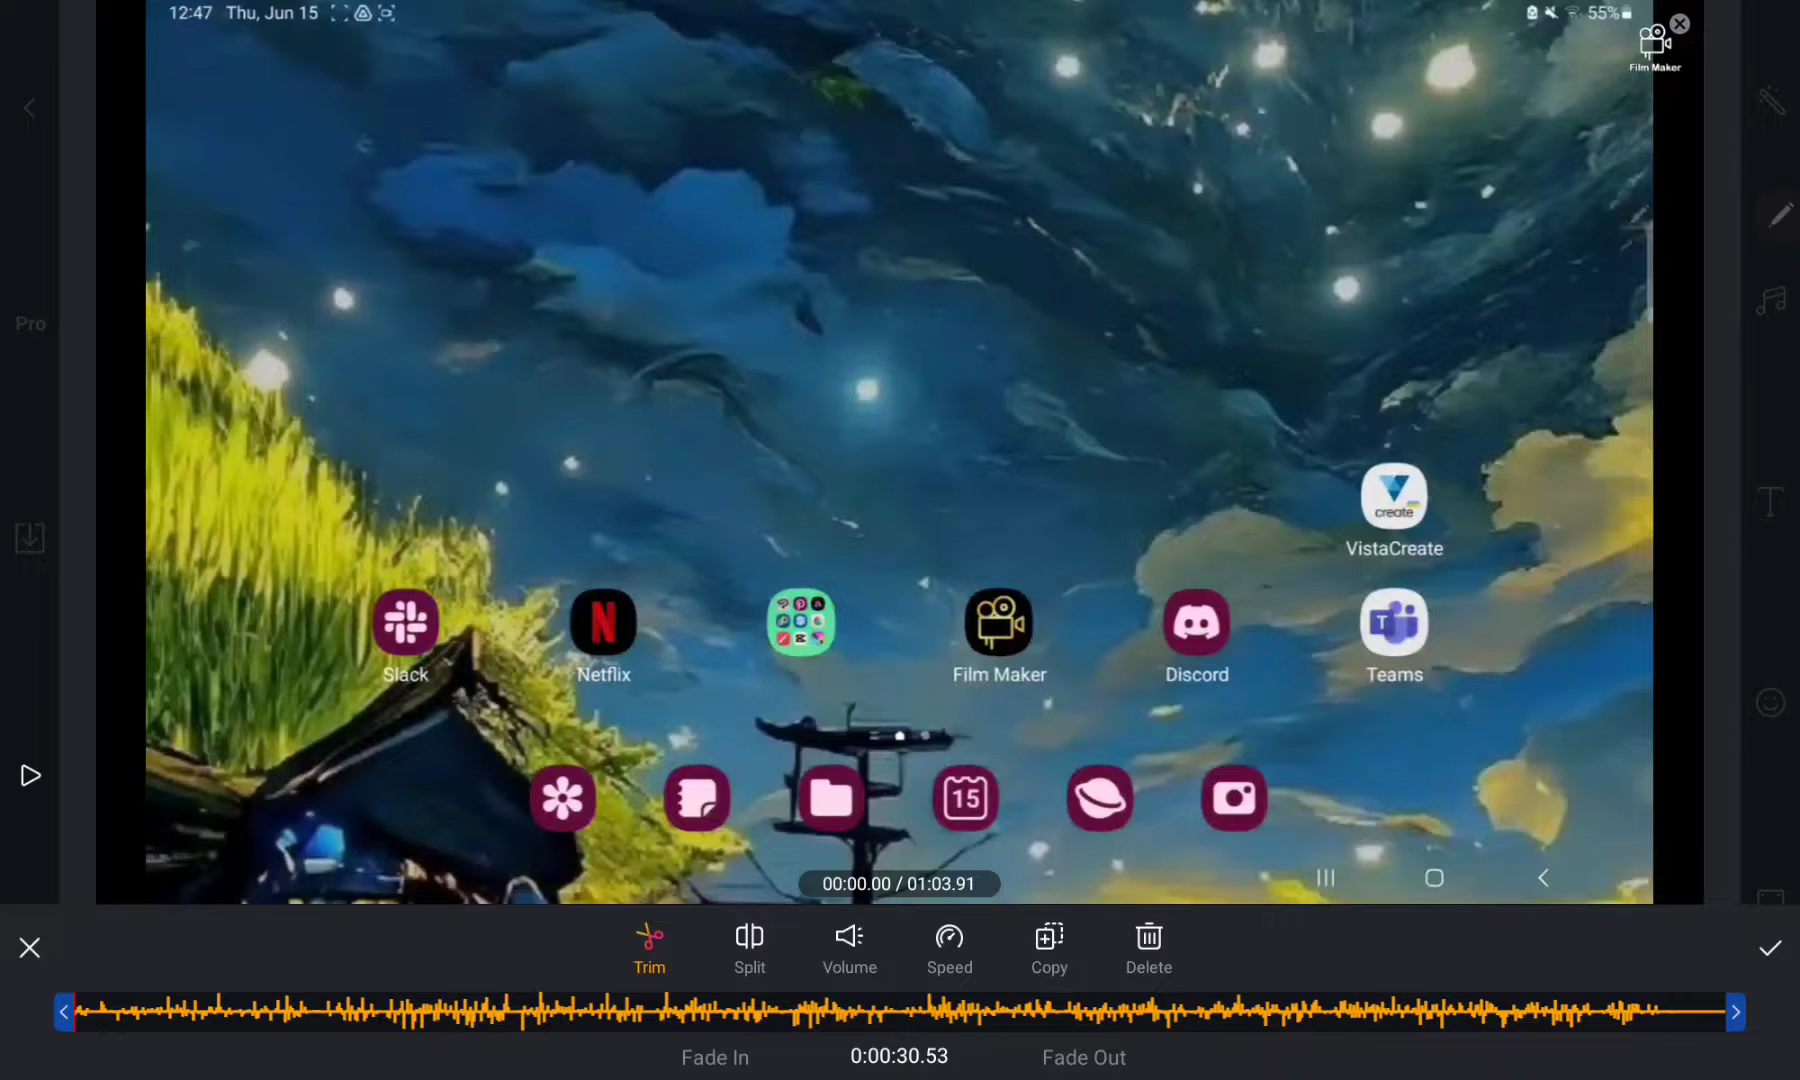 12:47 Thu, Jun 15
55%
Film Maker
Pro
create
VistaCreate
Slack
Netflix
Film Maker
Discord
T
Teams
15
00:00.00 / 01:03.91
Trim
Split
Volume
Speed
Copy
Delete
Fade In
0:00:30.53
Fade Out